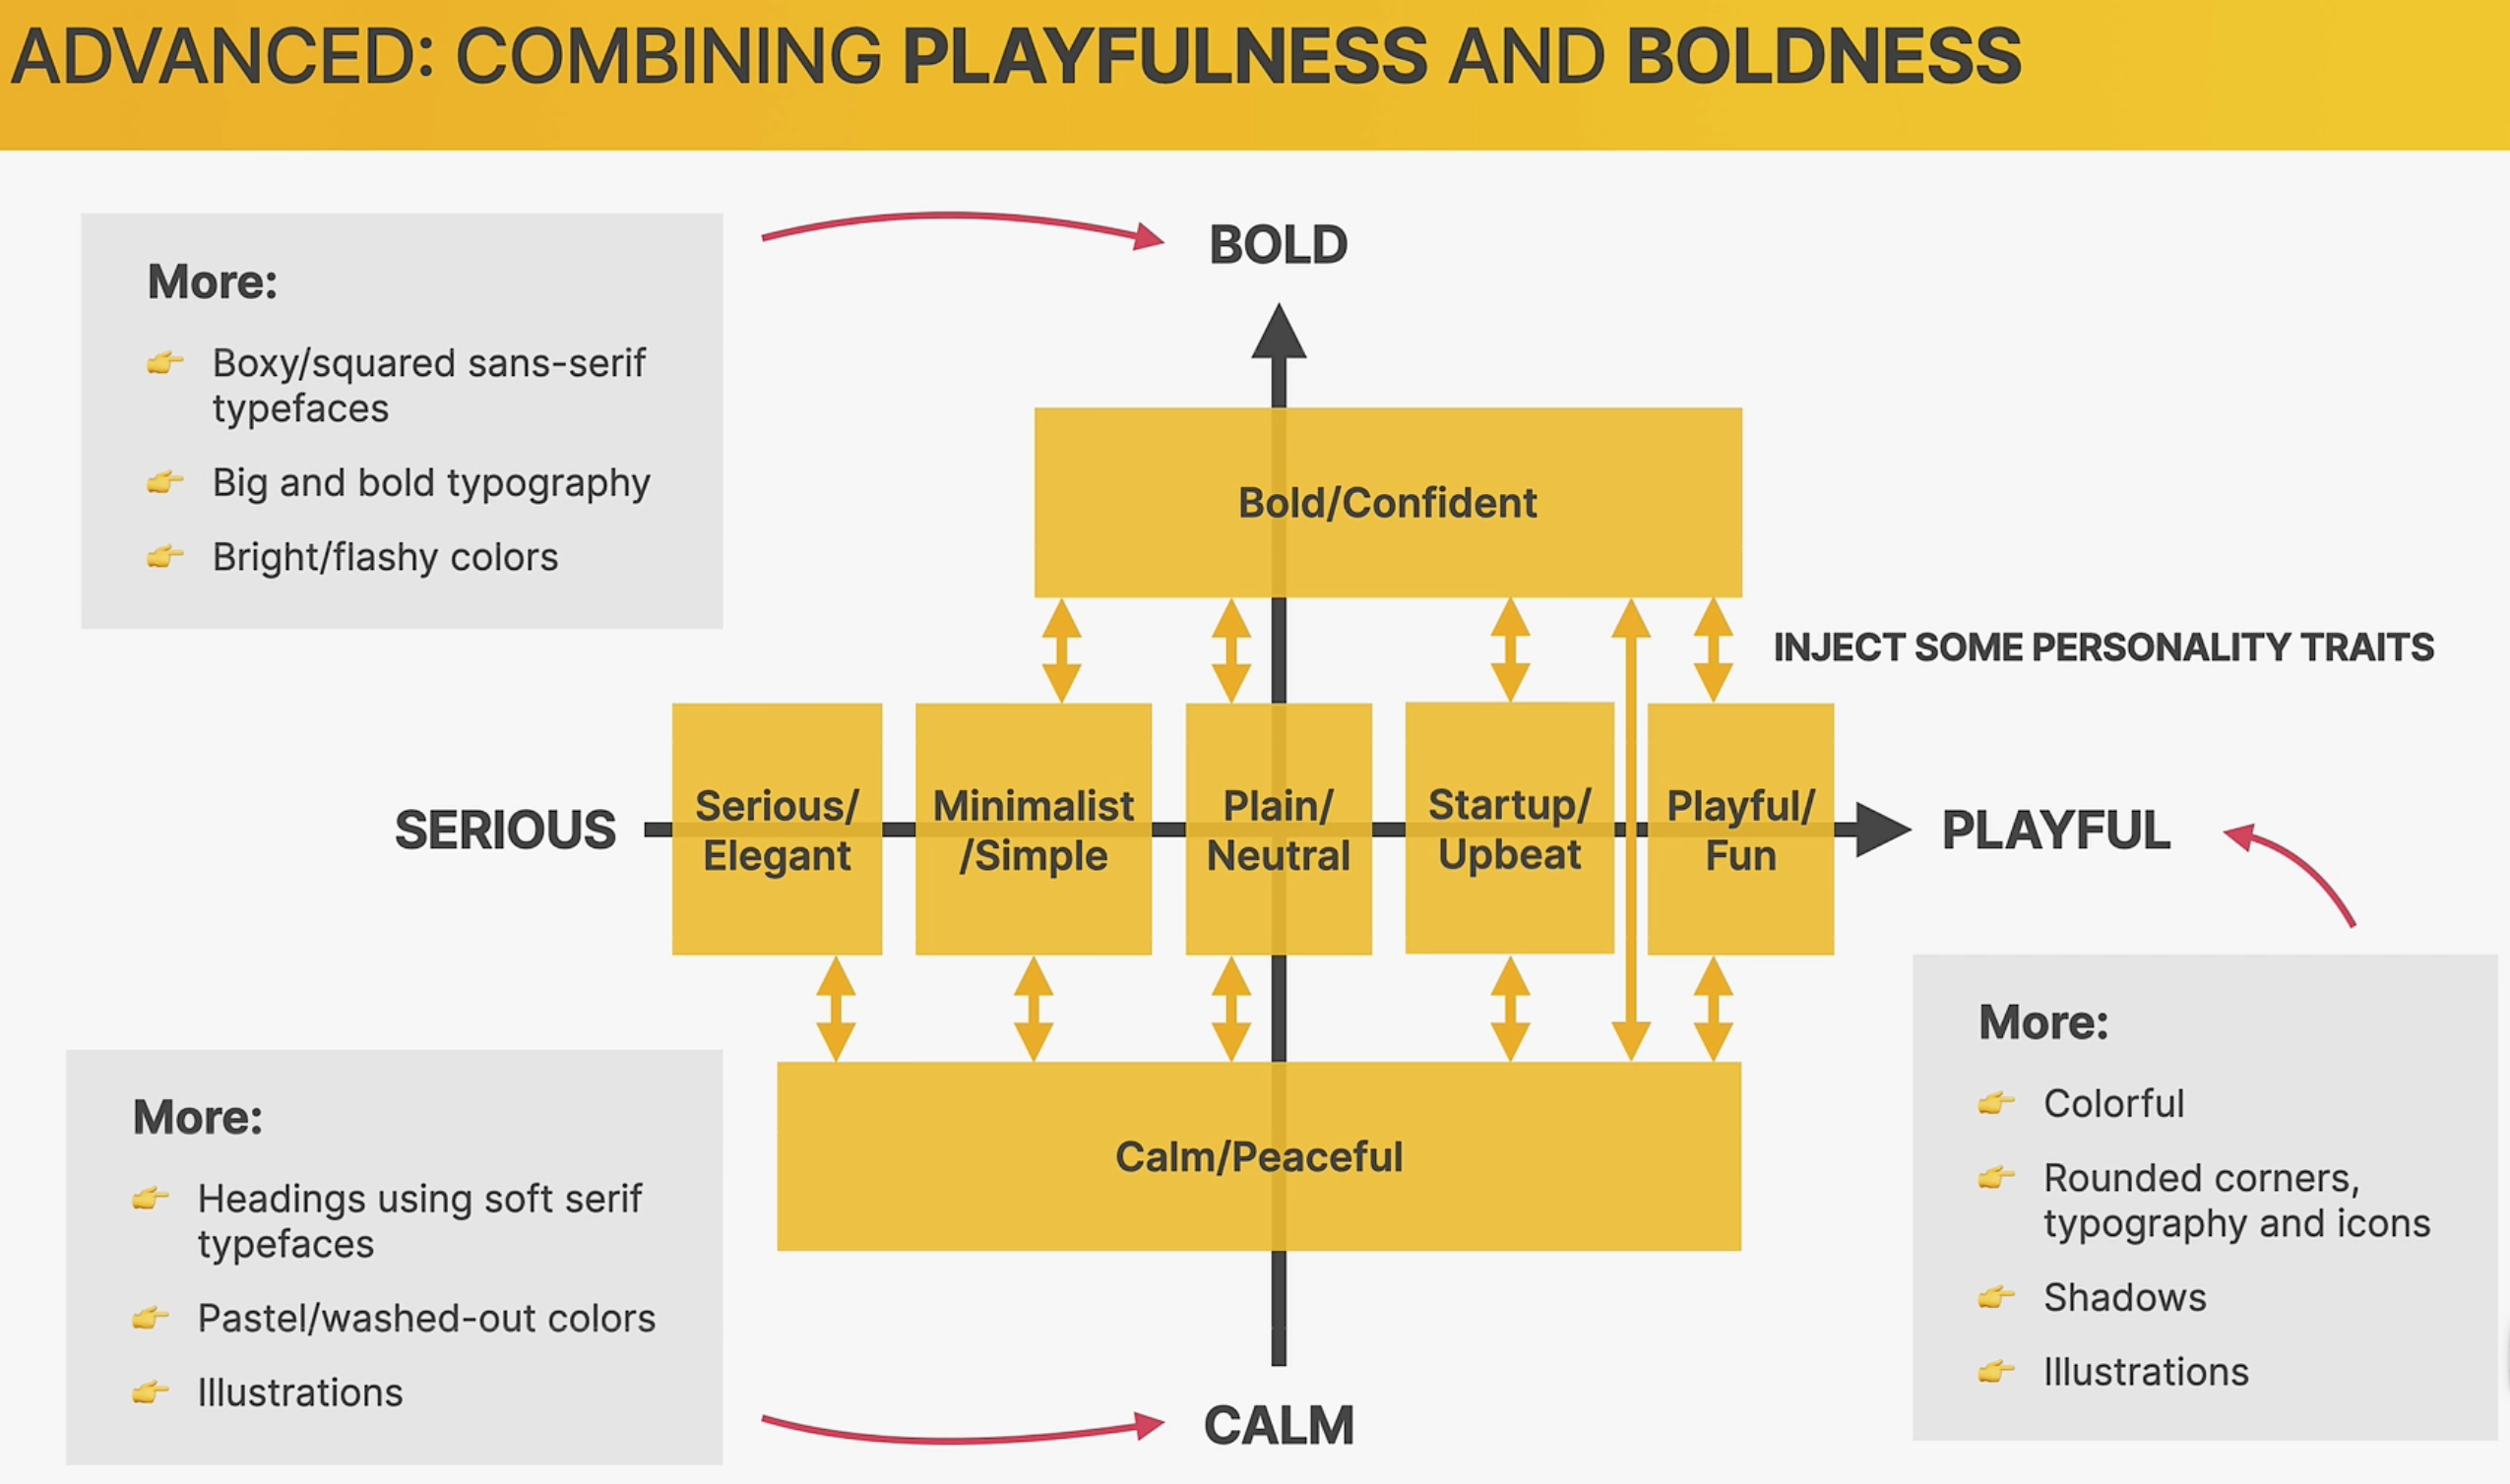 ADVANCED: COMBINING PLAYFULNESS AND BOLDNESS
More:
Boxy/squared sans-serif
typefaces
Big and bold typography
Bright/flashy colors
BOLD
Bold/Confident
INJECT SOME PERSONALITY TRAITS
SERIOUS
Serious/
Elegant
Minimalist
/Simple
Plain/
Neutral
Startup/
Upbeat
Playful/
Fun
PLAYFUL
Calm/Peaceful
More:
Headings using soft serif
typefaces
Pastel/washed-out colors
Illustrations
CALM
More:
Colorful
Rounded corners,
typography and icons
Shadows
Illustrations